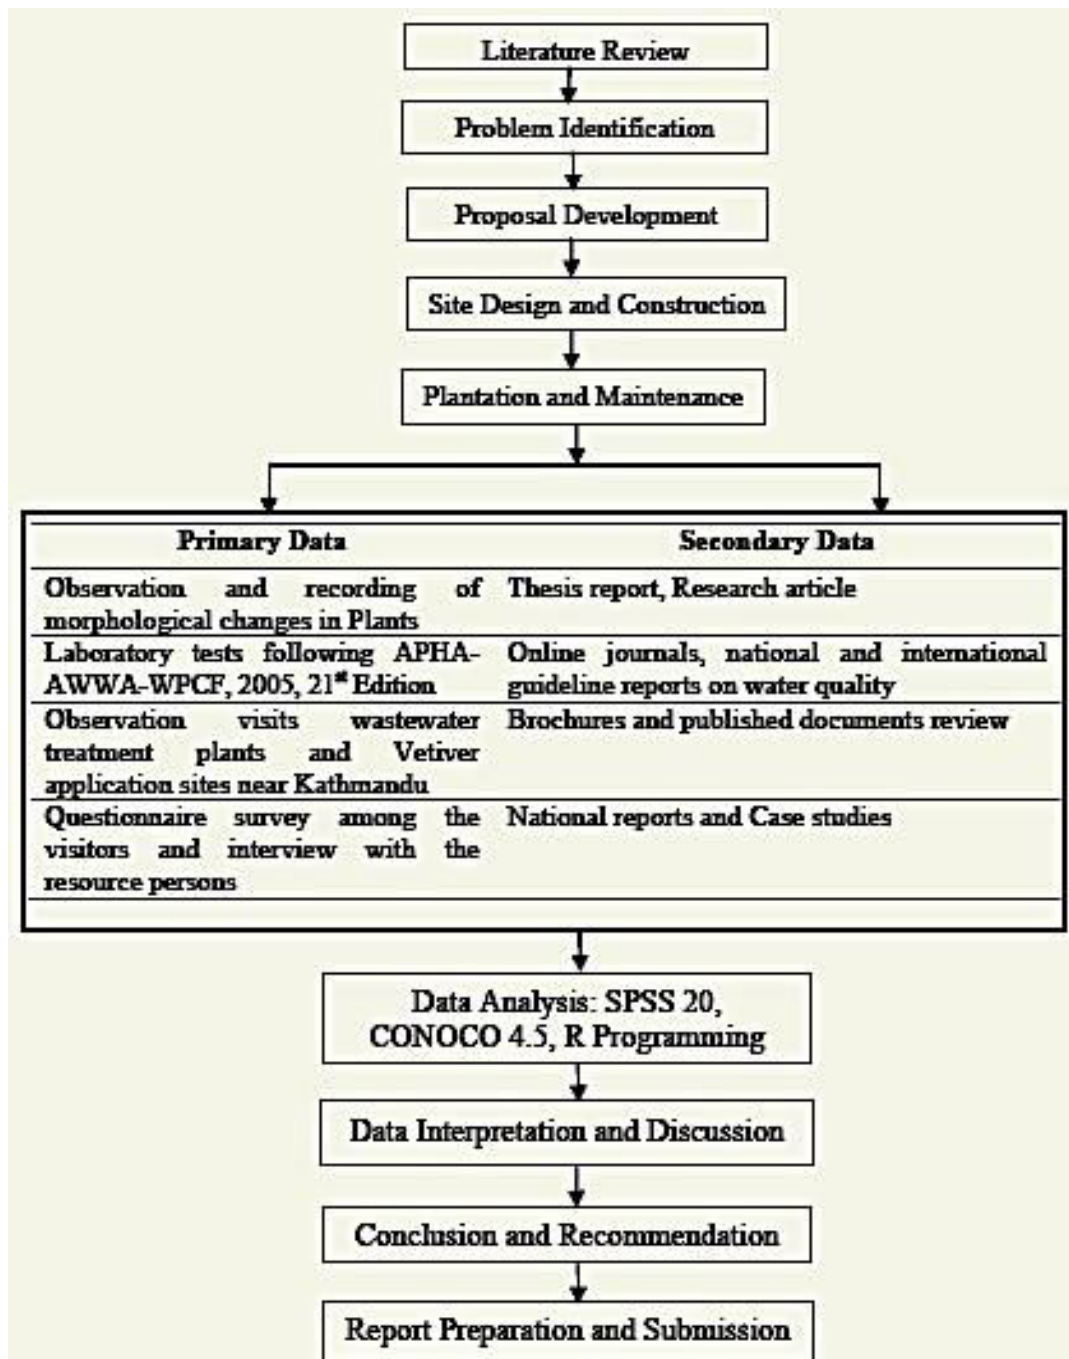 Literature Review
Problem Identification
Proposal Development
Site Design and Construction
Plantation and Maintenance
Primary Data
Secondary Data
Observation and recording of
morphological changes in Plants
Thesis report, Research article
Laboratory tests following APHA-
AWWA-WPCF, 2005, 21st Edition
Online journals, national and international
guideline reports on water quality
Observation visits wastewater
treatment plants and Vetiver
application sites near Kathmandu
Brochures and published documents review
Questionnaire survey among the
visitors and interview with the
resource persons
National reports and Case studies
Data Analysis: SPSS 20,
CONOCO 4.5, R Programming
Data Interpretation and Discussion
Conclusion and Recommendation
Report Preparation and Submission